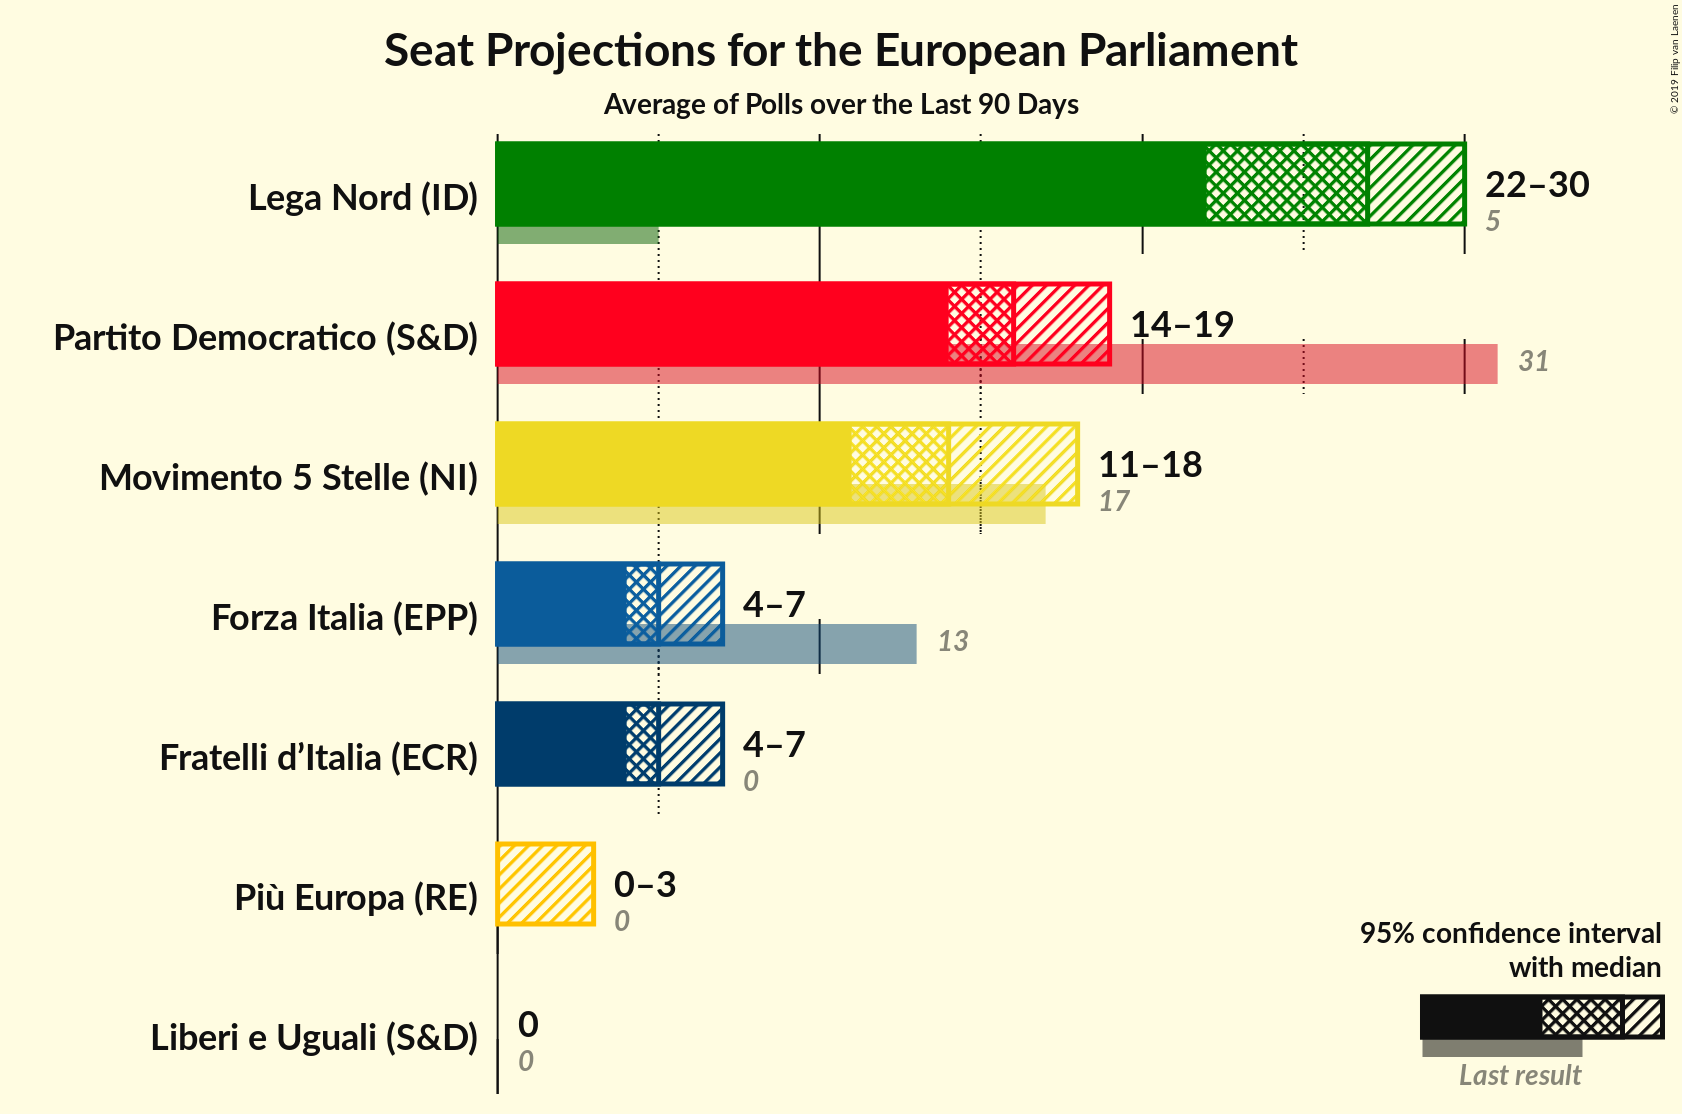 Seat Projections for the European Parliament
Average of Polls over the Last 90 Days
© 2019 Filip van Laenen
Lega Nord (ID)
22–30
5
Partito Democratico (S&D)
14–19
31
Movimento 5 Stelle (NI)
11–18
17
Forza Italia (EPP)
4–7
13
Fratelli d’Italia (ECR)
4–7
0
Più Europa (RE)
0–3
0
Liberi e Uguali (S&D)
0
0
95% confidence interval
with median
Last result